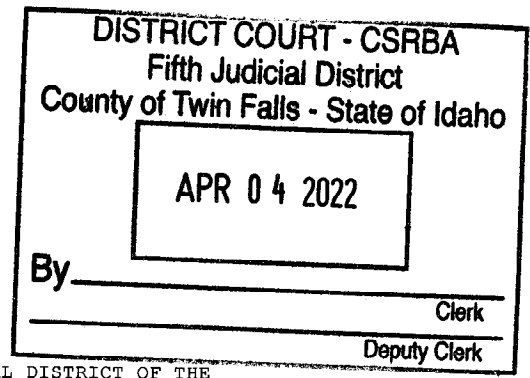 DISTRICT COURT - CSRBA
Fifth Judicial District
County of Twin Falls - State of Idaho
APR 04 2022
By
Clerk
Deputy Clerk
L DISTRICT OF THE